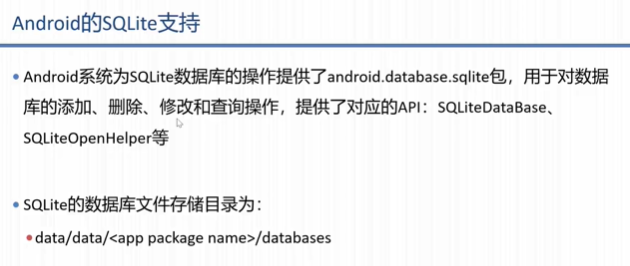 Android的SQLite支持
•Android系统为SQLite数据库的操作提供了android.database.sqlite包，用于对数据
库的添加、删除、修改和查询操作，提供了对应的API：SQLiteDataBase、
SQLiteOpenHelper等
•SQLite的数据库文件存储目录为：
•data/data/<app package name>/databases